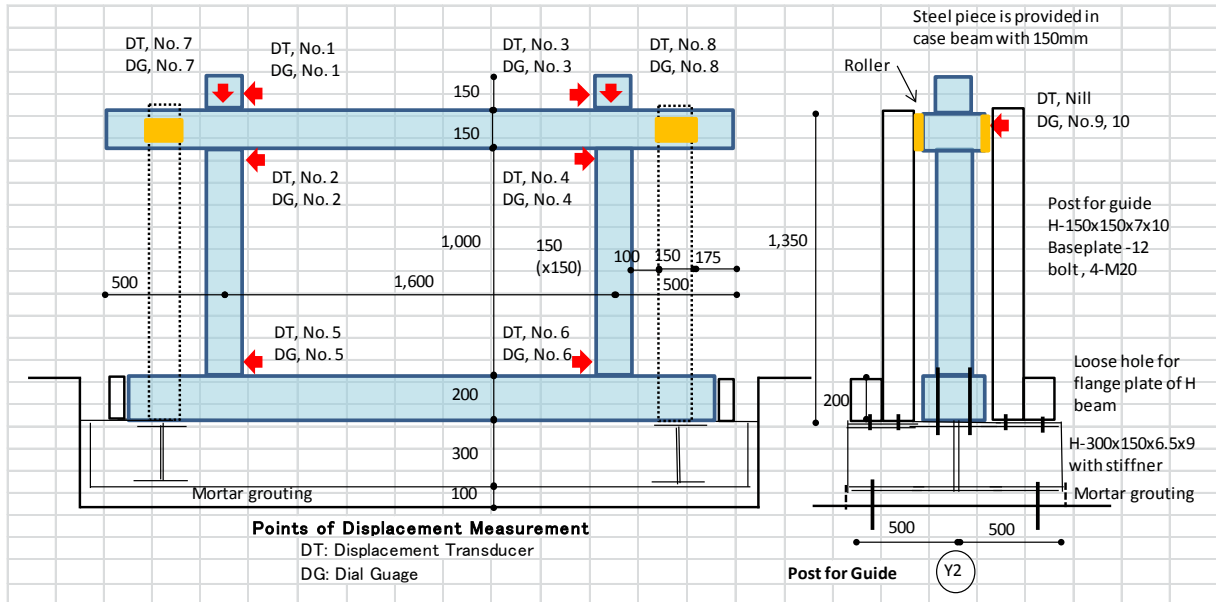 DT, No. 7
DG, No. 7
DT, No.1
DG, No. 1
DT, No. 3
DG, No. 3
DT, No. 8
DG, No. 8
150
150
DT, No. 2
DG, No. 2
DT, No. 4
DG, No. 4
1,000
150
(x150)
100
150
175
500
1,600
500
DT, No. 5
DG, No. 5
DT, No. 6
DG, No. 6
200
300
Mortar grouting
100
Points of Displacement Measurement
DT: Displacement Transducer
DG: Dial Guage
Steel piece is provided in
case beam with 150mm
Roller
DT, Nill
DG, No.9, 10
Post for guide
H-150x150x7x10
Baseplate -12
bolt , 4-M20
1,350
Loose hole for
flange plate of H
beam
200
H-300x150x6.5x9
with stiffner
Mortar grouting
500
500
Post for Guide
Y2